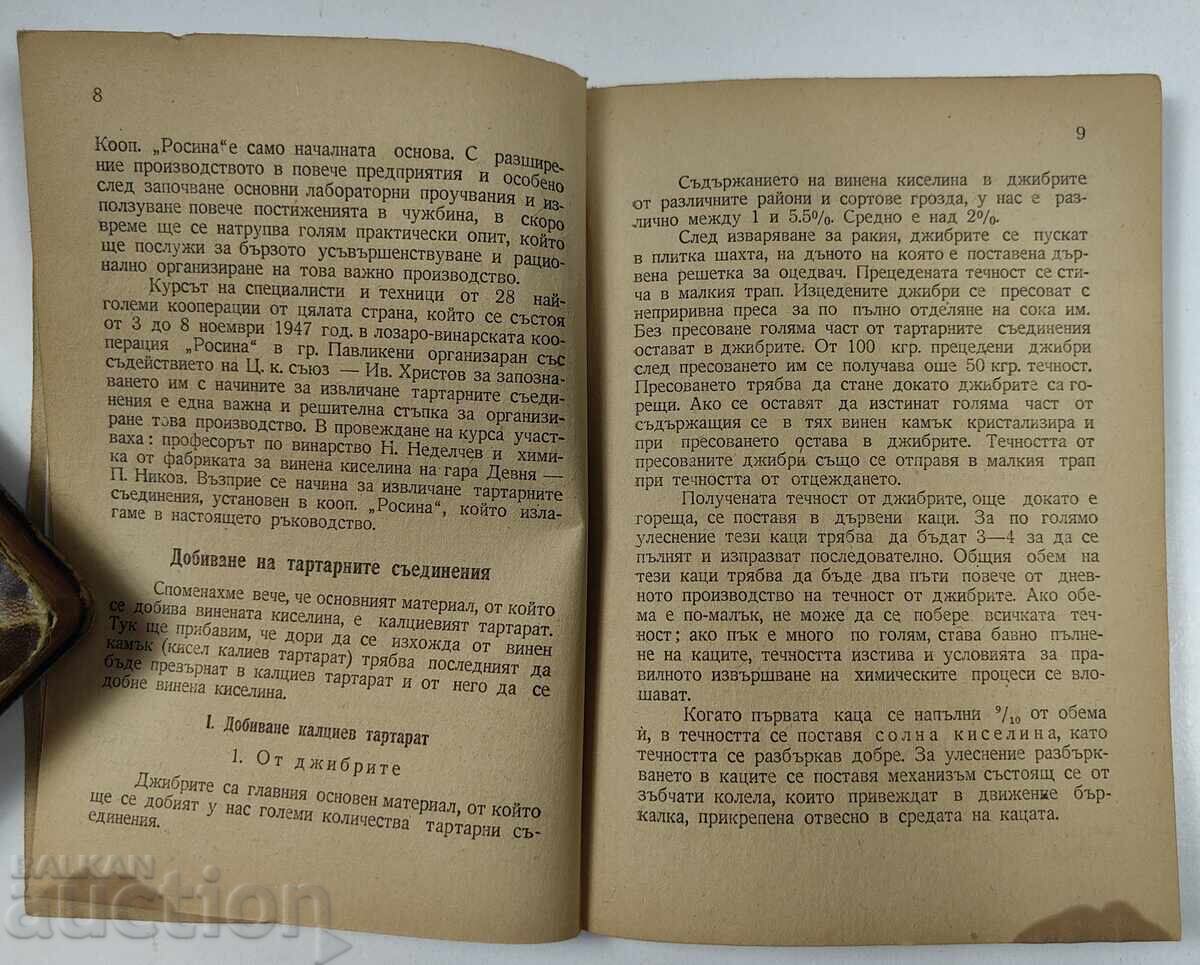 8
Кооп. „Росина“ е само началната основа. С разшире-
ние производството в повече предприятия и особено
след започване основни лабораторни проучвания и из-
ползуване повече постиженията в чужбина, в скоро
време ще се натрупва голям практически опит, който
ще послужи за бързото усъвършенствуване и рацио-
нално организиране на това важно производство.
Курсът на специалисти и техници от 28 най-
големи кооперации от цялата страна, който се състоя
от 3 до 8 ноември 1947 год. в лозаро-винарската коо-
перация „Росина“ в гр. Павликени организиран със
съдействието на Ц. к. съюз — Ив. Христов за запозна-
ването им с начините за извличане тартарните съеди-
нения е една важна и решителна стъпка за организи-
ране това производство. В провеждане на курса участ-
ваха: професорът по винарство Н. Неделчев и хими-
ка от фабриката за винена киселина на гара Девня —
П. Ников. Възприе се начина за извличане тартарните
съединения, установен в кооп. „Росина“, който изла-
гаме в настоящето ръководство.
Добиване на тартарните съединения
Споменахме вече, че основният материал, от който
се добива винената киселина, е калциевият тартарат.
Тук ще прибавим, че дори да се изхожда от винен
камък (кисел калиев тартарат) трябва последният да
бъде превърнат в калциев тартарат и от него да се
добие винена киселина.
I. Добиване калциев тартарат
1. От джибрите
Джибрите са главния основен материал, от който
ще се добият у нас големи количества тартарни съ-
единения.
9
Съдържанието на винена киселина в джибрите
от различните райони и сортове грозда, у нас е раз-
лично между 1 и 5.5%. Средно е над 2%.
След изваряване за ракия, джибрите се пускат
в плитка шахта, на дъното на която е поставена дър-
вена решетка за оцедвач. Прецедената течност се сти-
ча в малкия трап. Изцедените джибри се пресоват с
неприривна преса за по пълно отделяне на сока им.
Без пресоване голяма част от тартарните съединения
остават в джибрите. От 100 кгр. прецедени джибри
след пресоването им се получава оше 50 кгр. течност.
Пресоването трябва да стане докато джибрите са го-
рещи. Ако се оставят да изстинат голяма част от
съдържащия се в тях винен камък кристализира и
при пресоването остава в джибрите. Течността от
пресованите джибри също се отправя в малкия трап
при течността от отцеждането.
Получената течност от джибрите, още докато е
гореща, се поставя в дървени каци. За по голямо
улеснение тези каци трябва да бъдат 3—4 за да се
пълнят и изпразват последователно. Общия обем на
тези каци трябва да бъде два пъти повече от днев-
ното производство на течност от джибрите. Ако обе-
ма е по-малък, не може да се побере всичката теч-
ност; ако пък е много по голям, става бавно пълне-
не на каците, течността изстива и условията за пра-
вилното извършване на химическите процеси се вло-
шават.
Когато първата каца се напълни 9/10 от обема
ѝ, в течността се поставя солна киселина, като
течността се разбъркав добре. За улеснение разбърк-
ването в каците се поставя механизъм състоящ се от
зъбчати колела, които привеждат в движение бър-
калка, прикрепена отвесно в средата на кацата.
BALKAN
auction